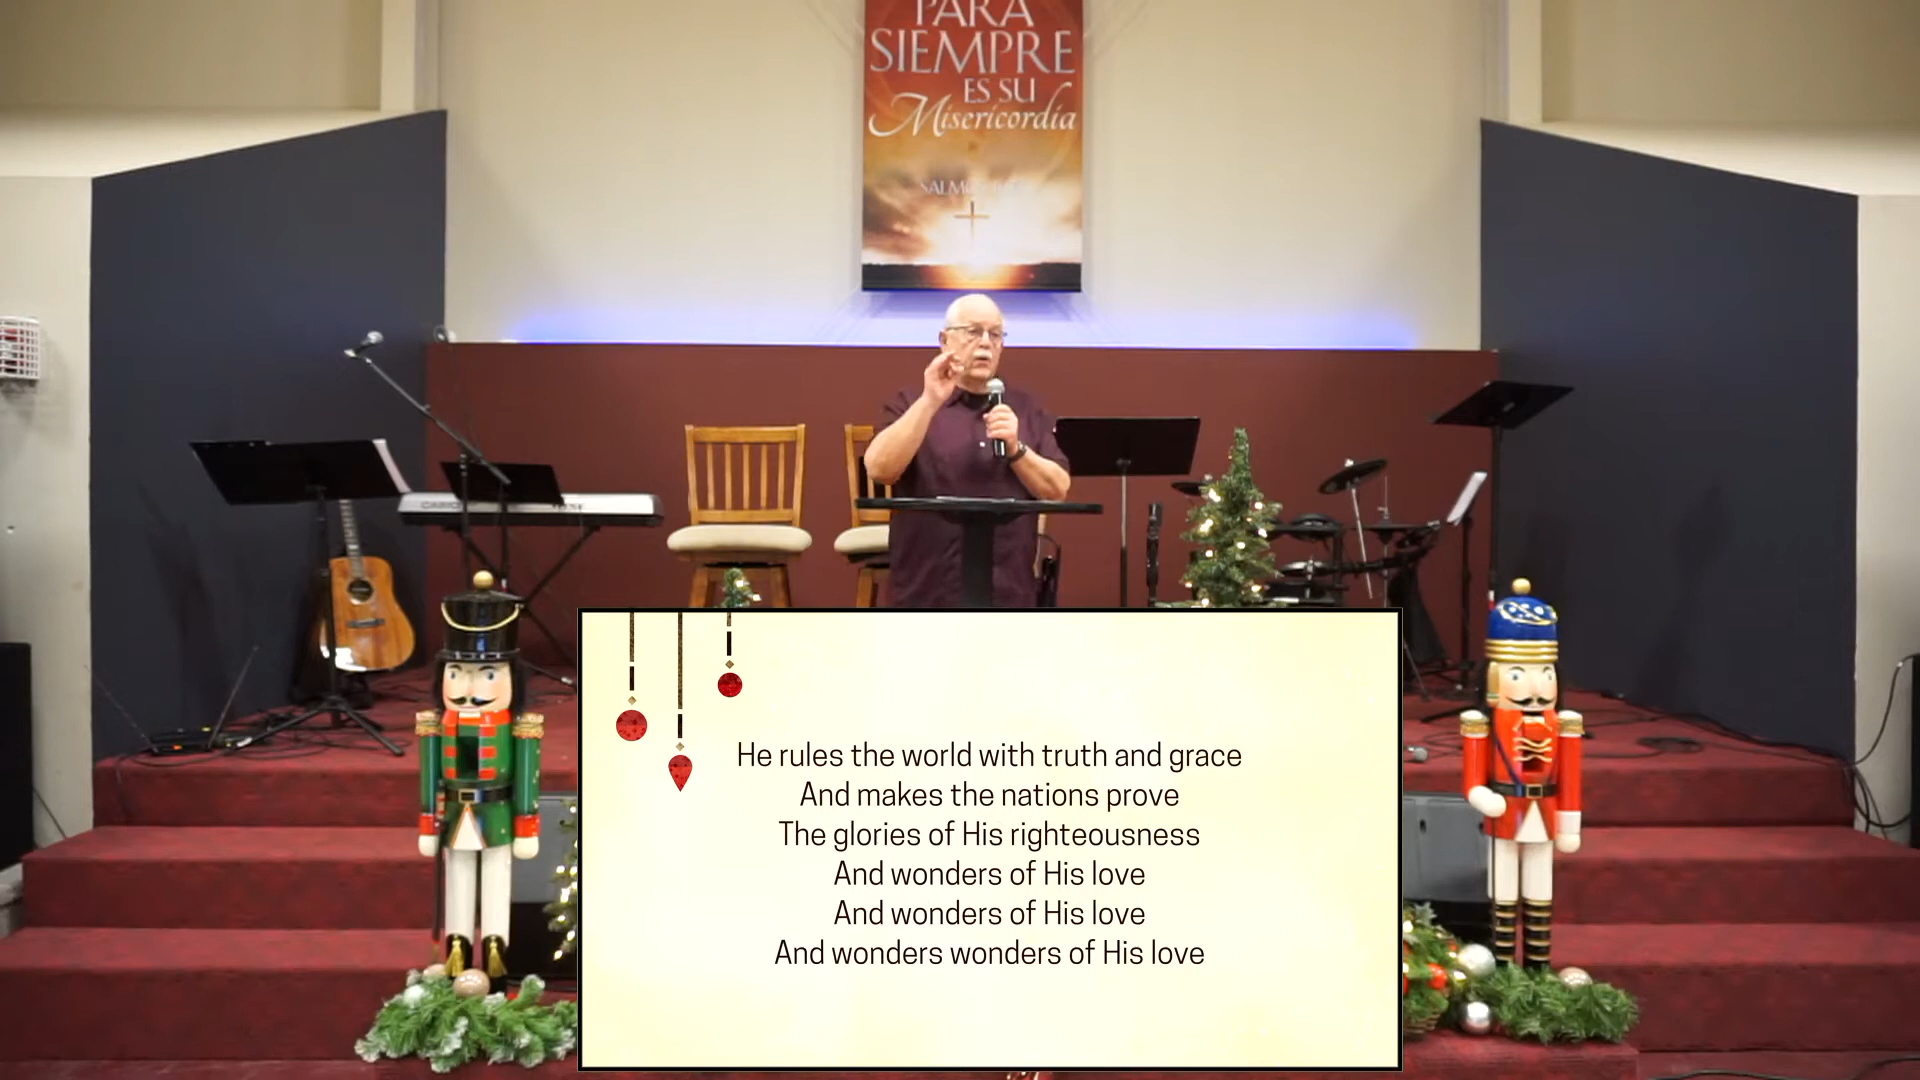 PARA
SIEMPRE
ES SU
Misericordia
CASIO
He rules the world with truth and grace
And makes the nations prove
The glories of His righteousness
And wonders of His love
And wonders of His love
And wonders wonders of His love